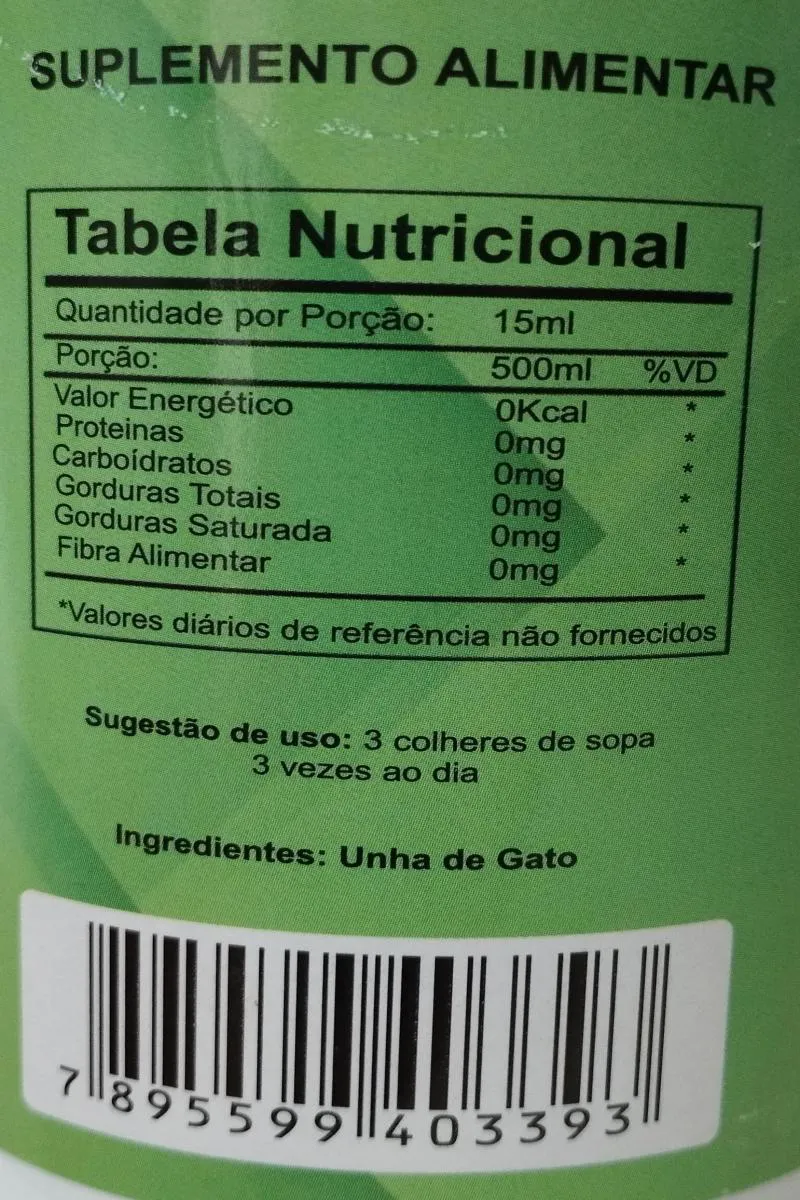 SUPLEMENTO ALIMENTAR
Tabela Nutricional
Quantidade por Porção: 15ml
Porção: 500ml %VD
Valor Energético 0Kcal *
Proteinas 0mg *
Carboídratos 0mg *
Gorduras Totais 0mg *
Gorduras Saturada 0mg *
Fibra Alimentar 0mg *
*Valores diários de referência não fornecidos
Sugestão de uso: 3 colheres de sopa
3 vezes ao dia
Ingredientes: Unha de Gato
7 895599 403393